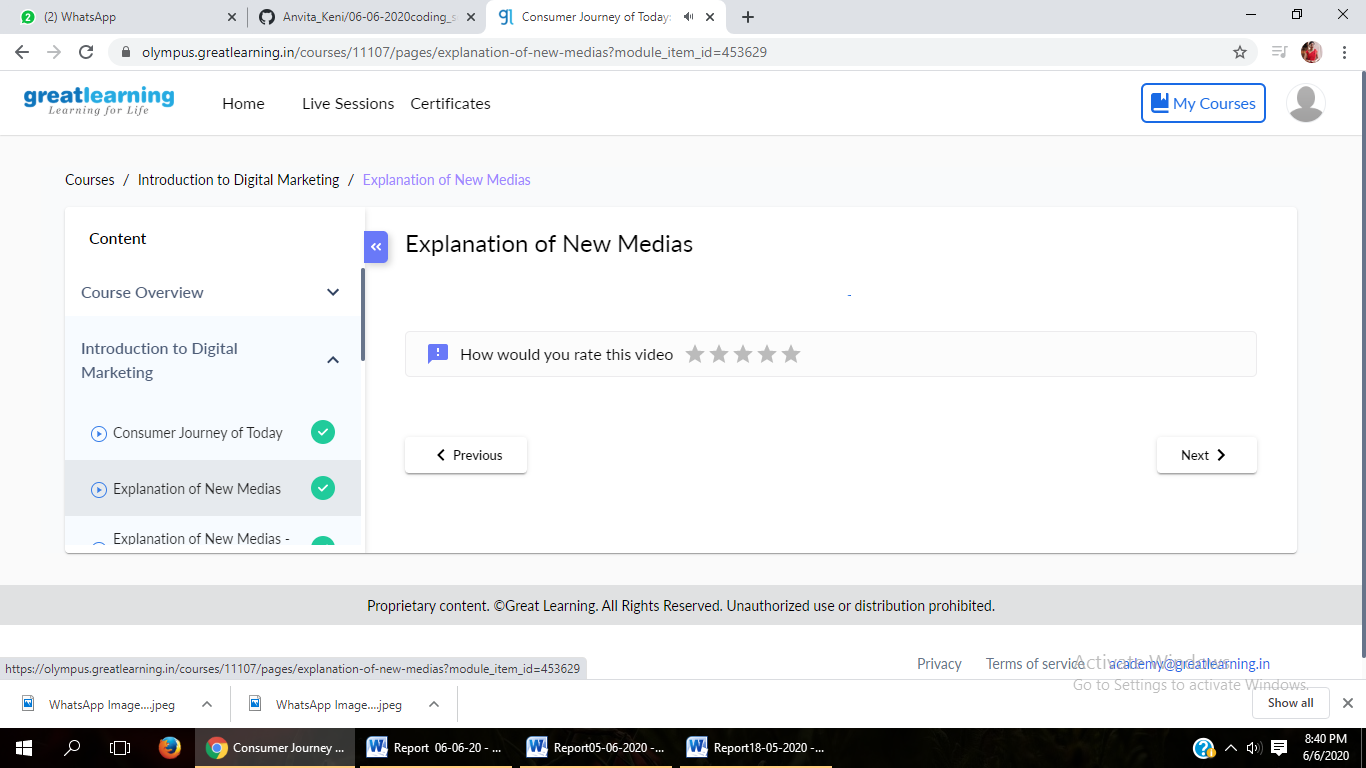 2 (2) WhatsApp
Anvita_Keni/06-06-2020coding_s
gl Consumer Journey of Today:
olympus.greatlearning.in/courses/11107/pages/explanation-of-new-medias?module_item_id=453629
greatlearning
Learning for Life
Home Live Sessions Certificates
My Courses
Courses / Introduction to Digital Marketing / Explanation of New Medias
Content
Course Overview
Introduction to Digital
Marketing
Consumer Journey of Today
Explanation of New Medias
Explanation of New Medias -
«
Explanation of New Medias
-
How would you rate this video
Previous
Next
Proprietary content. ©Great Learning. All Rights Reserved. Unauthorized use or distribution prohibited.
https://olympus.greatlearning.in/courses/11107/pages/explanation-of-new-medias?module_item_id=453629
Privacy Terms of service academy@greatlearning.in
Activate Windows
Go to Settings to activate Windows.
WhatsApp Image....jpeg
WhatsApp Image....jpeg
Show all
Consumer Journey ...
Report 06-06-20 - ...
Report05-06-2020 -...
Report18-05-2020 -...
8:40 PM
6/6/2020